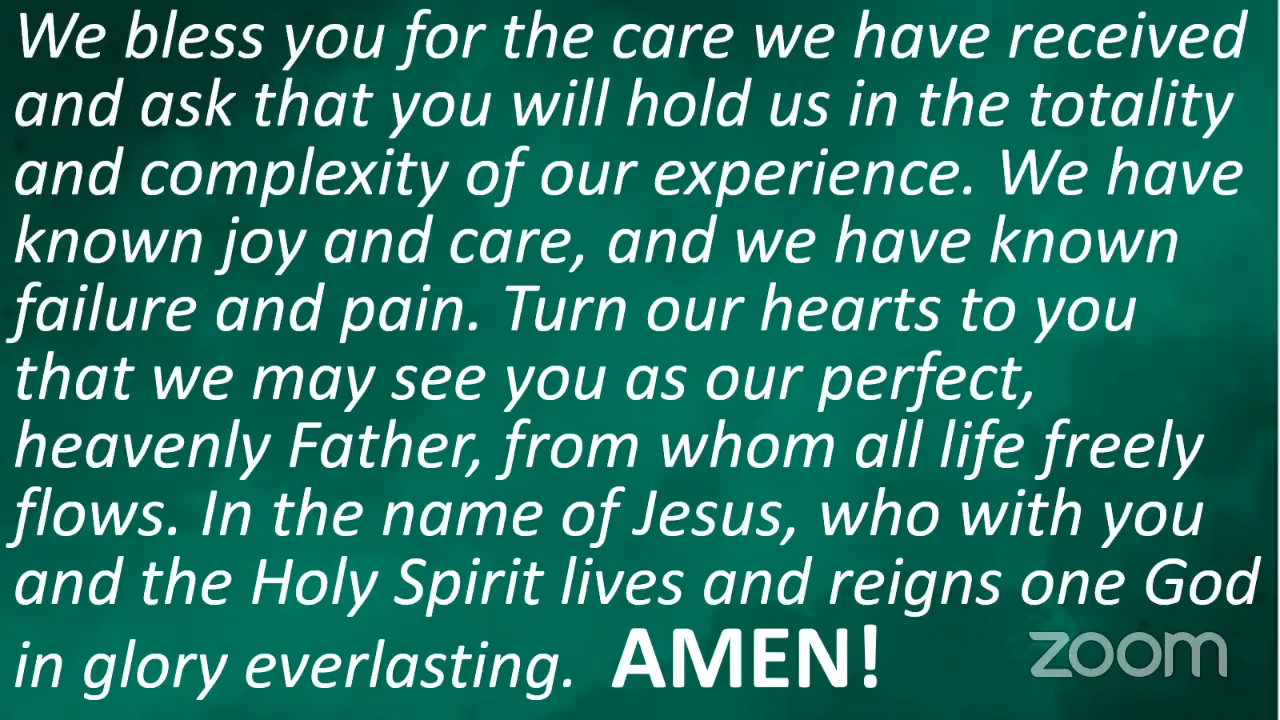 We bless you for the care we have received
and ask that you will hold us in the totality
and complexity of our experience. We have
known joy and care, and we have known
failure and pain. Turn our hearts to you
that we may see you as our perfect,
heavenly Father, from whom all life freely
flows. In the name of Jesus, who with you
and the Holy Spirit lives and reigns one God
in glory everlasting. AMEN!
zoom